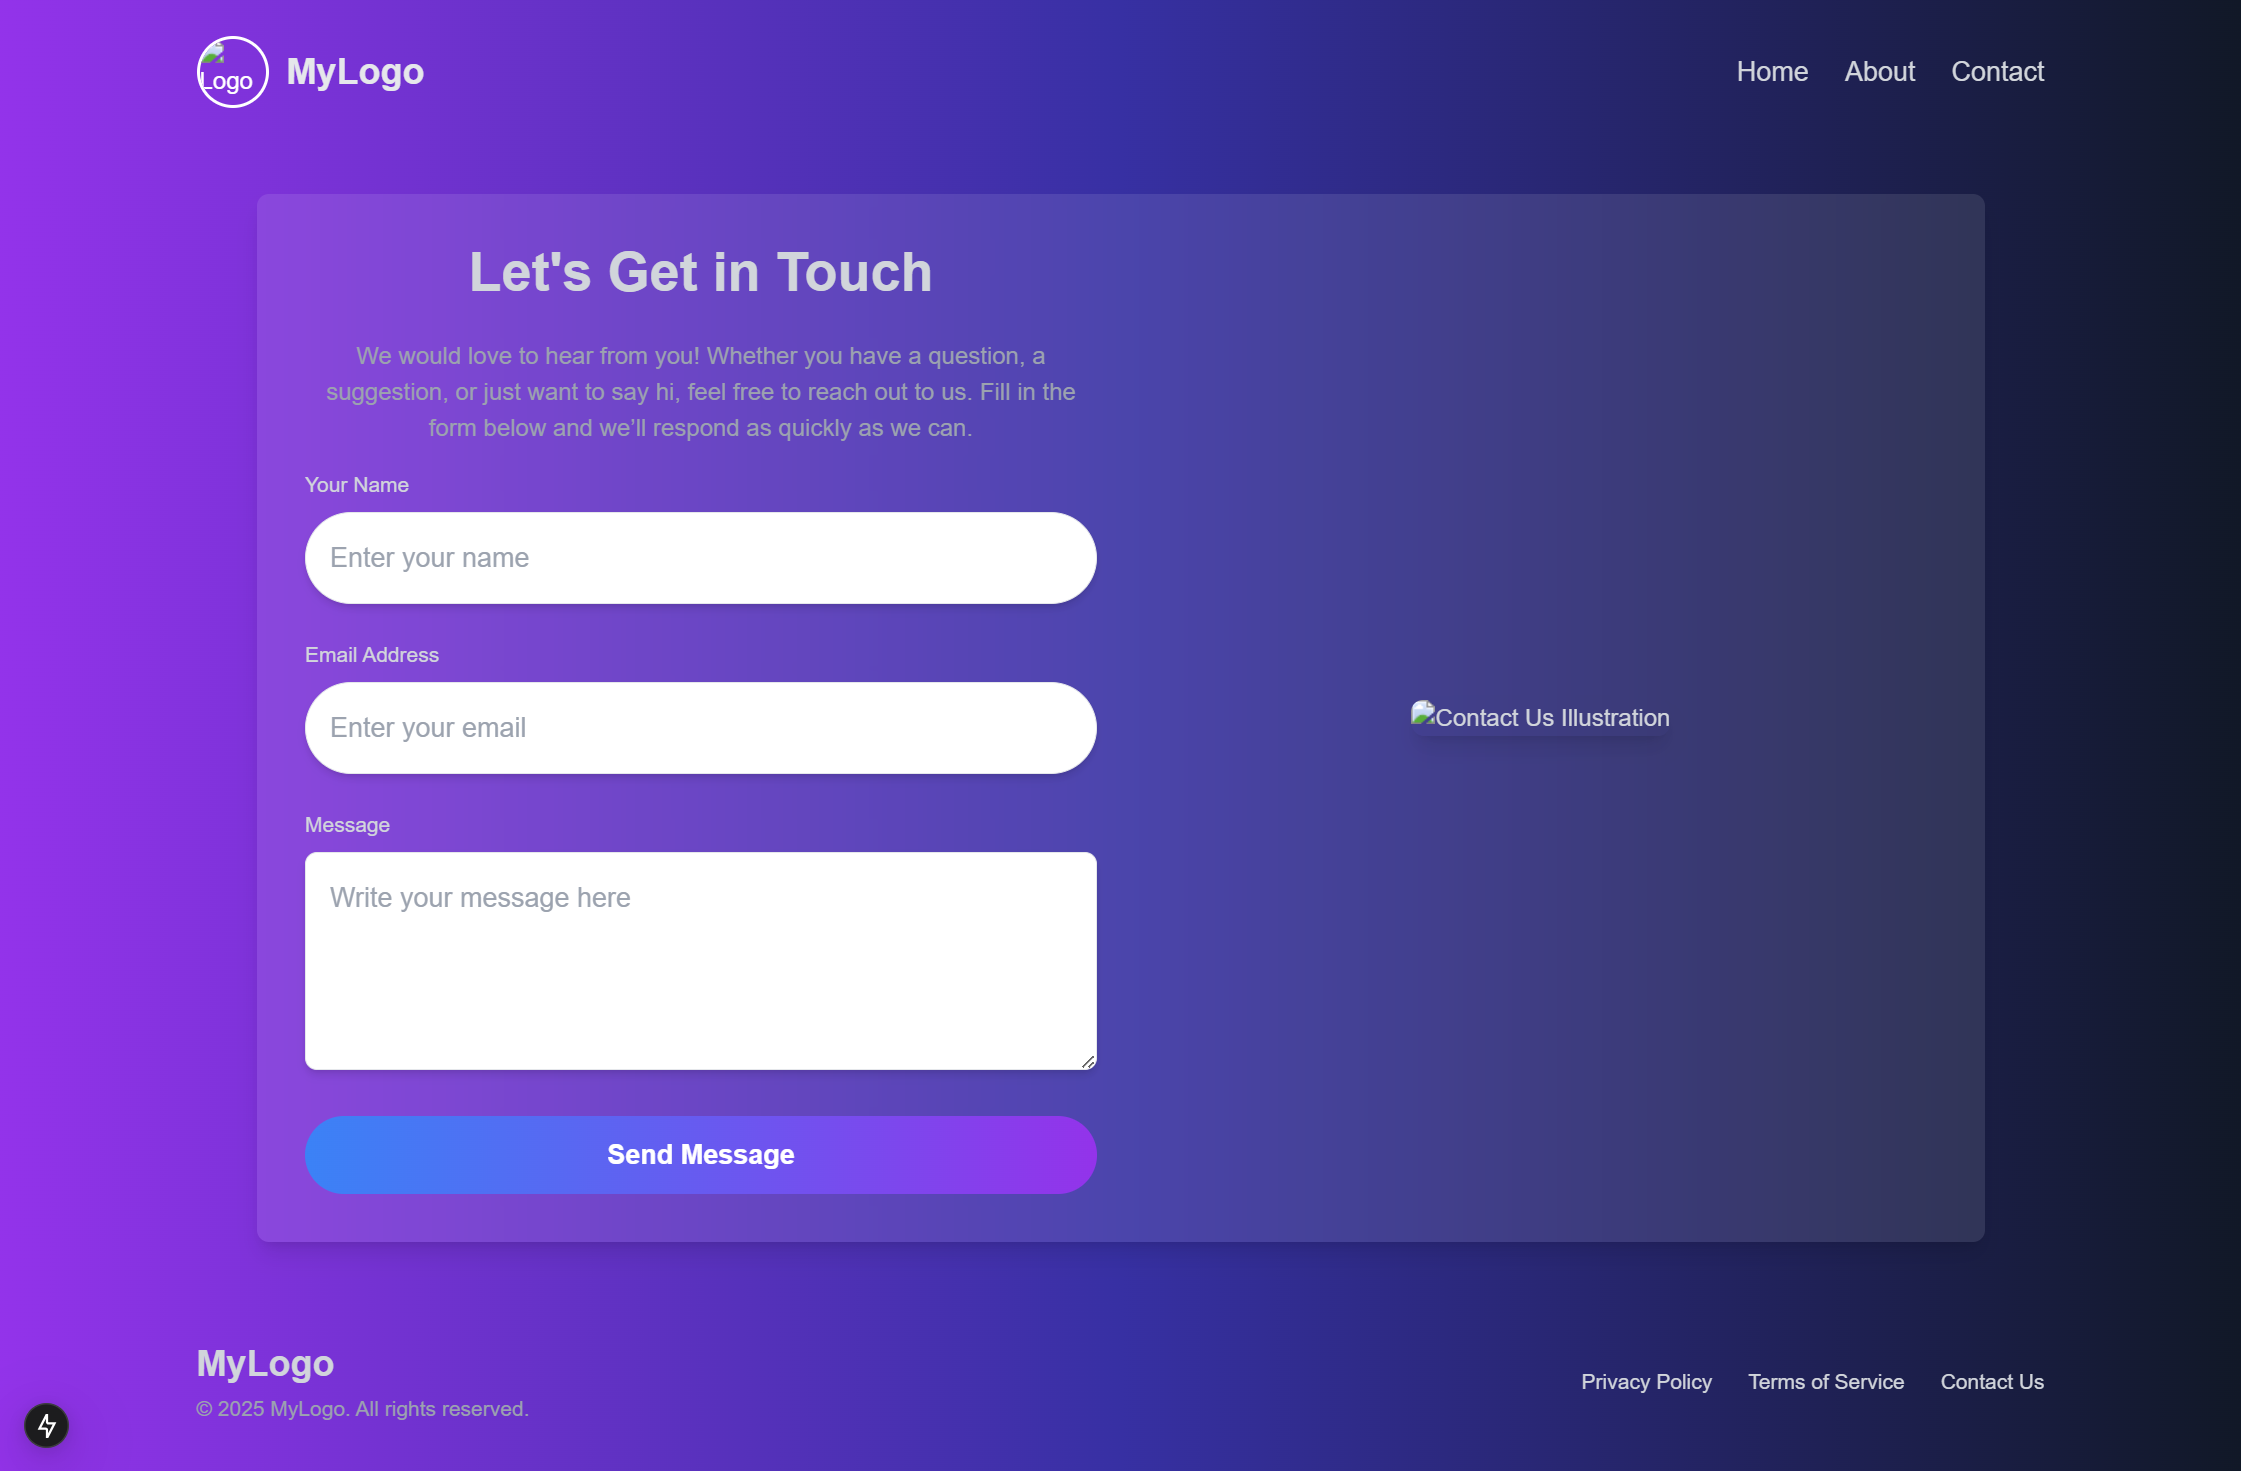 Logo
MyLogo
Home
About
Contact
Let's Get in Touch
We would love to hear from you! Whether you have a question, a
suggestion, or just want to say hi, feel free to reach out to us. Fill in the
form below and we’ll respond as quickly as we can.
Your Name
Enter your name
Email Address
Enter your email
Message
Write your message here
Send Message
Contact Us Illustration
MyLogo
© 2025 MyLogo. All rights reserved.
Privacy Policy
Terms of Service
Contact Us